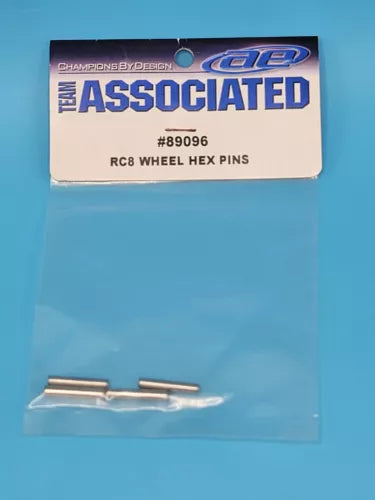 CHAMPIONS BY DESIGN
ae
TEAM
ASSOCIATED
#89096
RC8 WHEEL HEX PINS